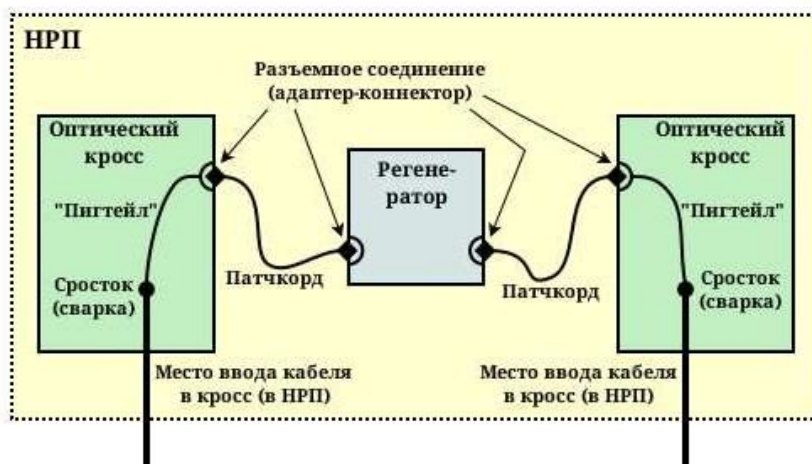 НРП
Разъемное соединение
(адаптер-коннектор)
Оптический
кросс
"Пигтейл"
Сросток
(сварка)
Патчкорд
Регене-
ратор
Патчкорд
Оптический
кросс
"Пигтейл"
Сросток
(сварка)
Место ввода кабеля
в кросс (в НРП)
Место ввода кабеля
в кросс (в НРП)